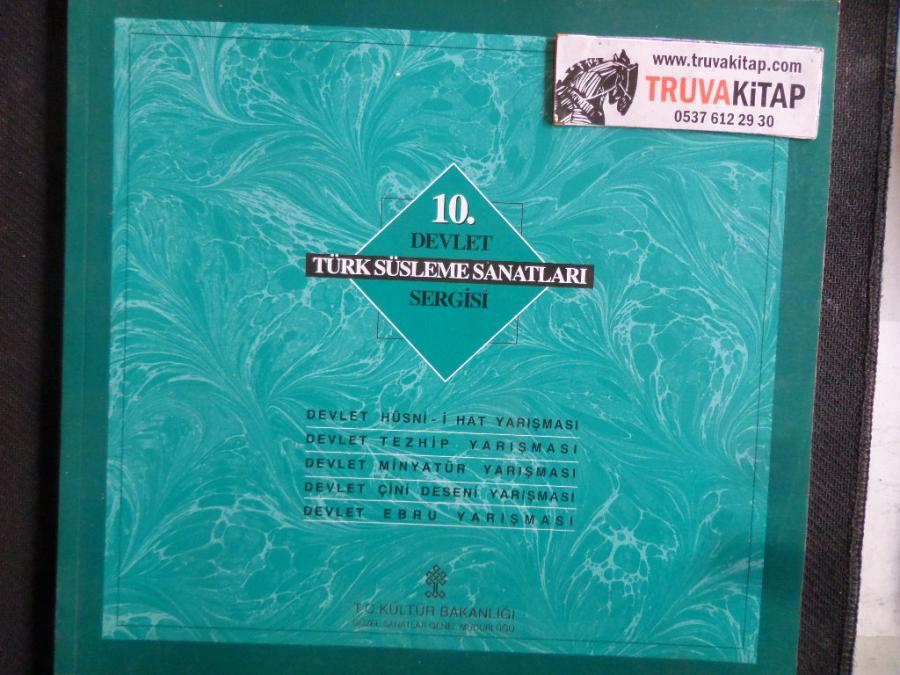 www.truvakitap.com
TRUVAKiTAP
0537 612 29 30
10.
DEVLET
TÜRK SÜSLEME SANATLARI
SERGİSİ
DEVLET HÜSNİ-İ HAT YARIŞMASI
DEVLET TEZHİP YARIŞMASI
DEVLET MİNYATÜR YARIŞMASI
DEVLET ÇİNİ DESENİ YARIŞMASI
DEVLET EBRU YARIŞMASI
T.C. KÜLTÜR BAKANLIĞI
GÜZEL SANATLAR GENEL MÜDÜRLÜĞÜ